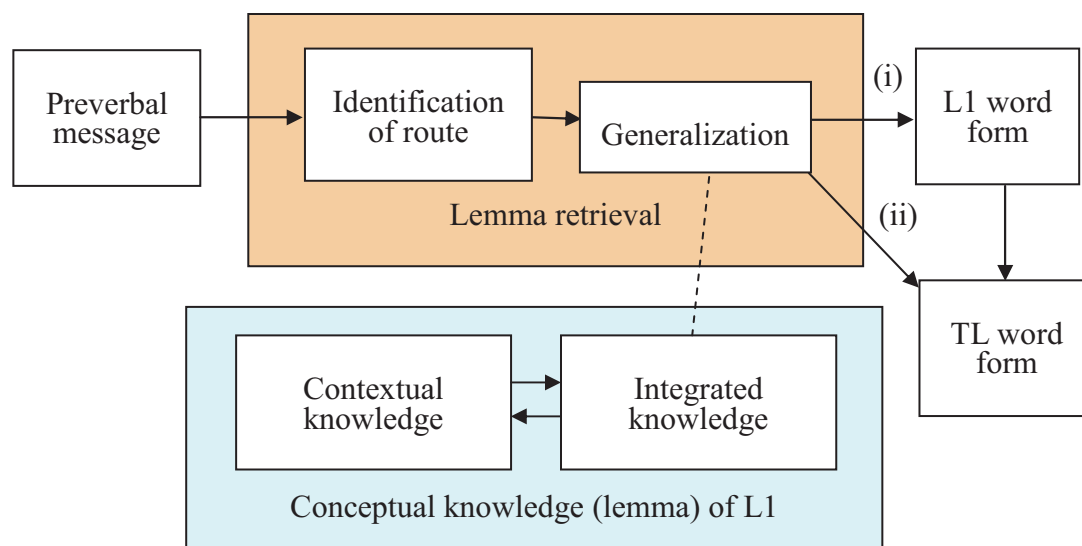 Preverbal
message
Identification
of route
Generalization
Lemma retrieval
(i)
L1 word
form
(ii)
TL word
form
Contextual
knowledge
Integrated
knowledge
Conceptual knowledge (lemma) of L1